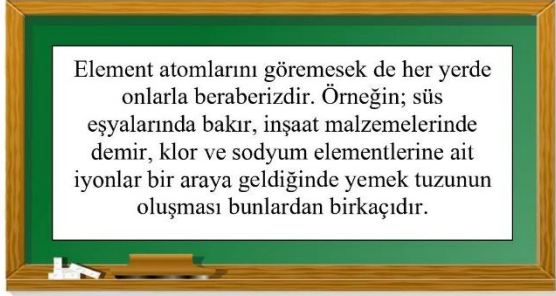 Element atomlarını göremesek de her yerde
onlarla beraberizdir. Örneğin; süs
eşyalarında bakır, inşaat malzemelerinde
demir, klor ve sodyum elementlerine ait
iyonlar bir araya geldiğinde yemek tuzunun
oluşması bunlardan birkaçıdır.